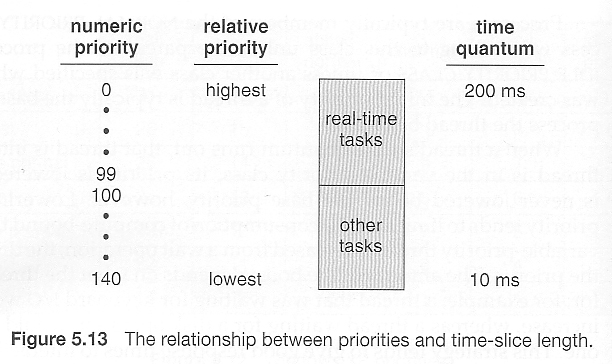 numeric priority
relative priority
time quantum
0 highest 200 ms
real-time tasks
99
100
other tasks
140 lowest 10 ms
Figure 5.13 The relationship between priorities and time-slice length.